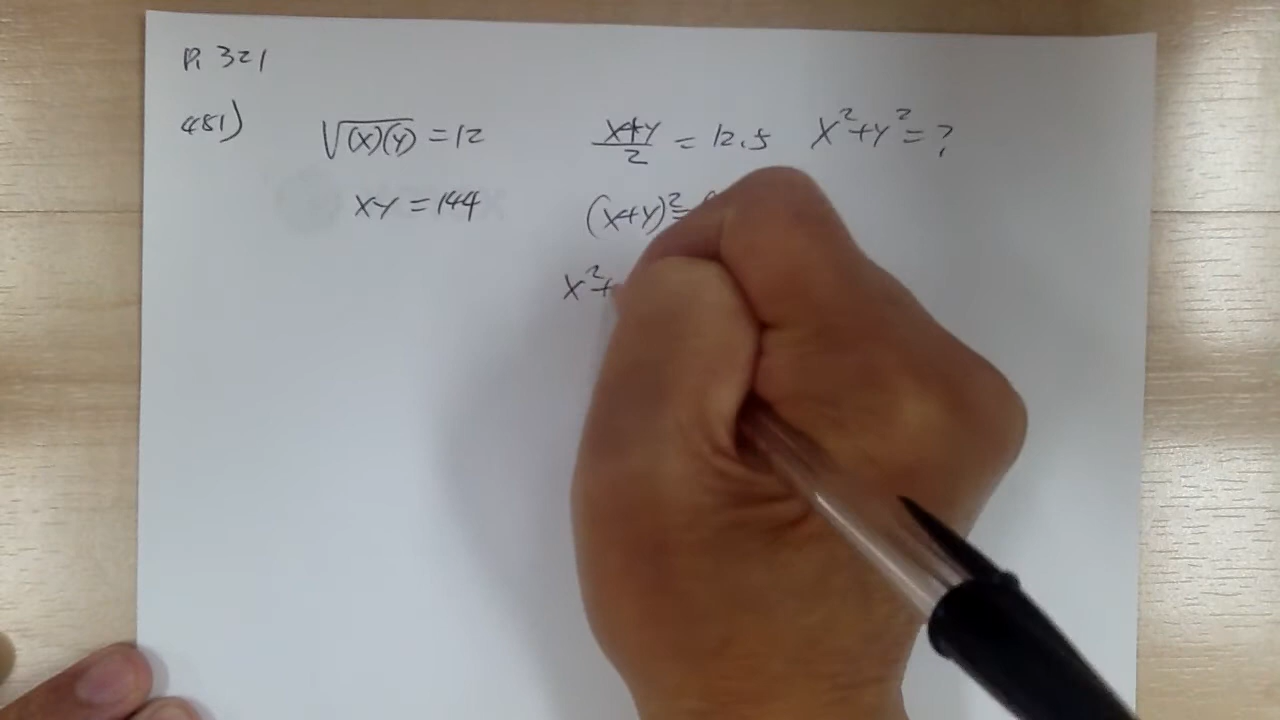 P. 321
481) √(x)(y) = 12 x+y/2 = 12.5 x²+y² = ?
xy = 144 (x+y)² =
x²+